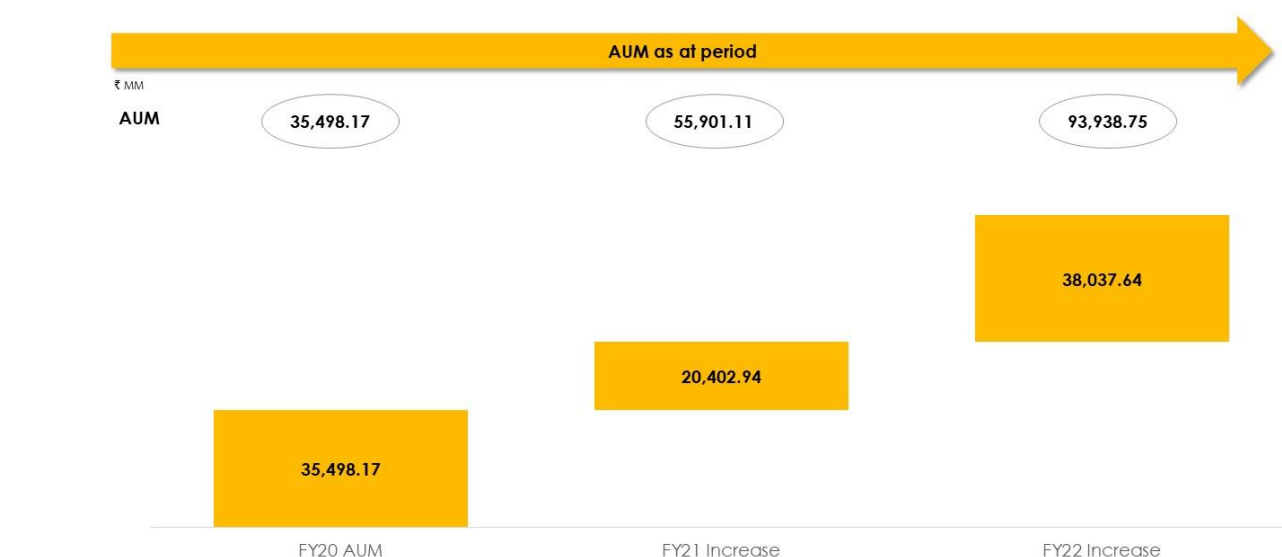 AUM as at period
₹ MM
AUM 35,498.17 55,901.11 93,938.75
38,037.64
20,402.94
35,498.17
FY20 AUM FY21 Increase FY22 Increase